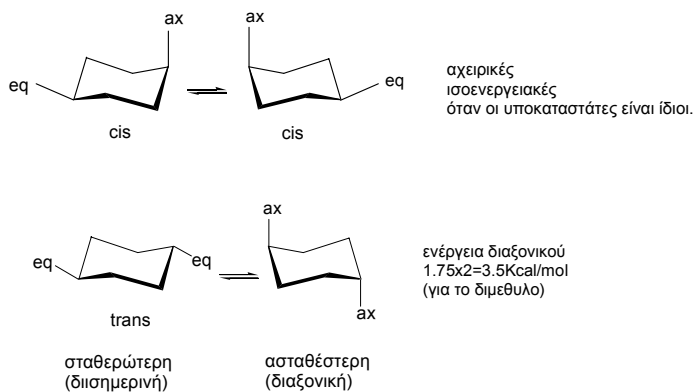 ax
ax
eq
eq
cis
cis
αχειρικές
ισοενεργειακές
όταν οι υποκαταστάτες είναι ίδιοι.
ax
eq
eq
ax
trans
ενέργεια διαξονικού
1.75x2=3.5Kcal/mol
(για το διμεθυλο)
σταθερώτερη
(διισημερινή)
ασταθέστερη
(διαξονική)